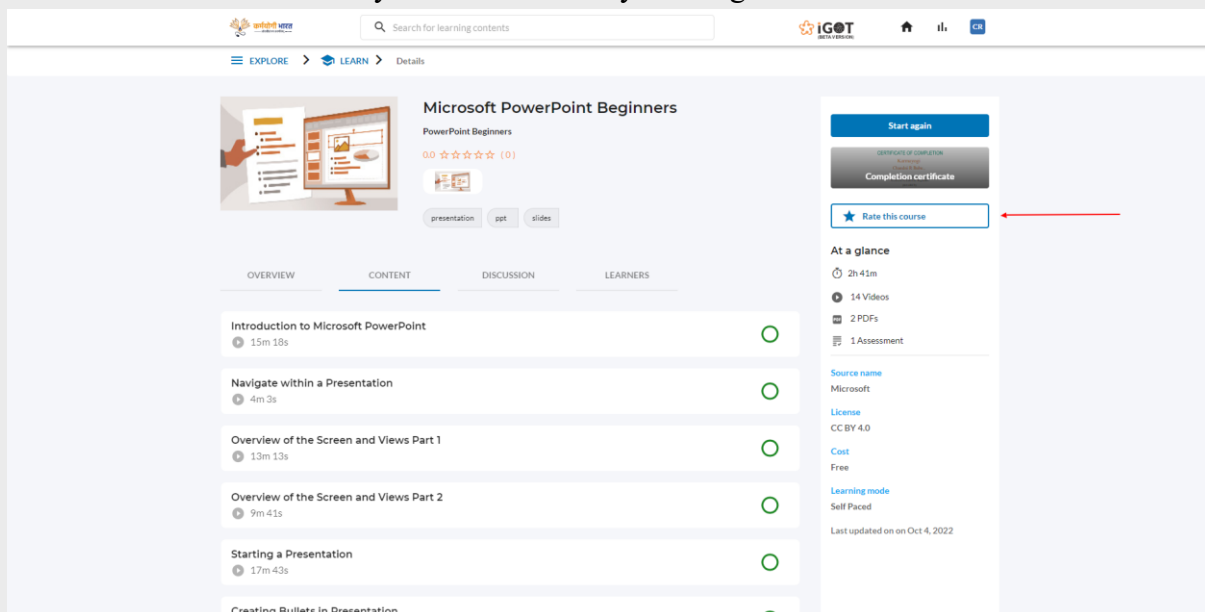 कर्मयोगी भारत
Search for learning contents
iGOT
(BETA VERSION)
CR
EXPLORE
LEARN
Details
Microsoft PowerPoint Beginners
PowerPoint Beginners
0.0 ☆☆☆☆☆ (0)
presentation ppt slides
Start again
CERTIFICATE OF COMPLETION
Completion certificate
Rate this course
At a glance
2h 41m
14 Videos
2 PDFs
1 Assessment
Source name
Microsoft
License
CC BY 4.0
Cost
Free
Learning mode
Self Paced
Last updated on on Oct 4, 2022
OVERVIEW CONTENT DISCUSSION LEARNERS
Introduction to Microsoft PowerPoint
15m 18s
Navigate within a Presentation
4m 3s
Overview of the Screen and Views Part 1
13m 13s
Overview of the Screen and Views Part 2
9m 41s
Starting a Presentation
17m 43s
Creating Bullets in Presentation